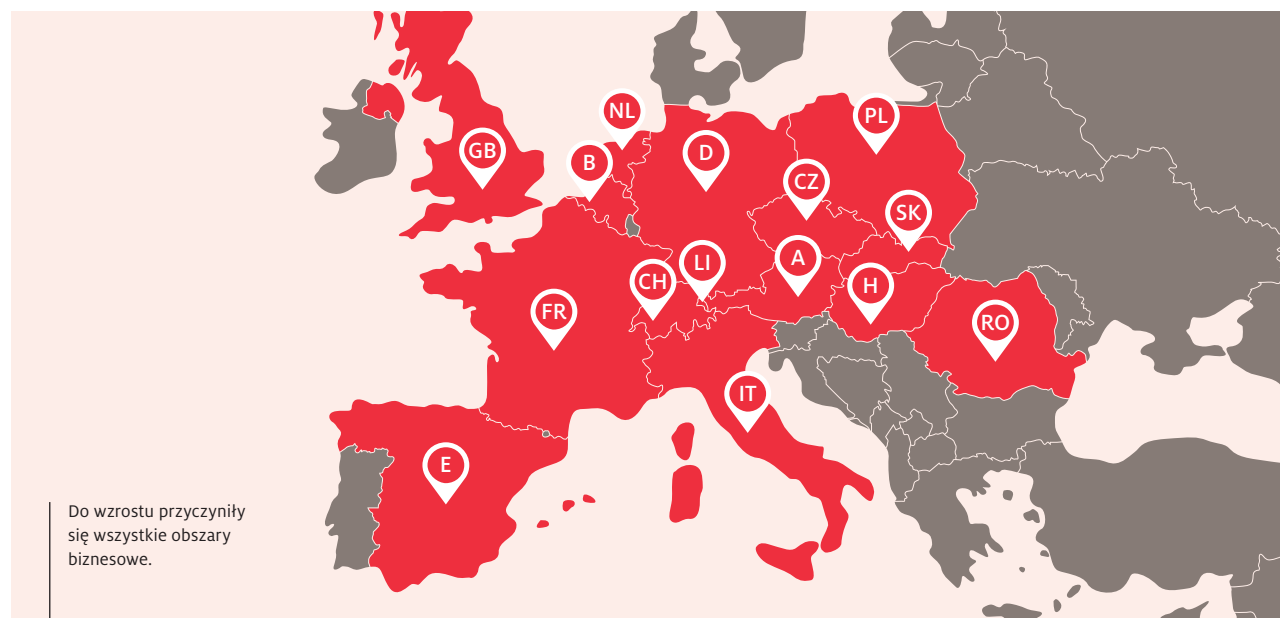 NL
PL
GB
B
D
CZ
SK
A
LI
CH
H
FR
RO
IT
E
Do wzrostu przyczyniły
się wszystkie obszary
biznesowe.